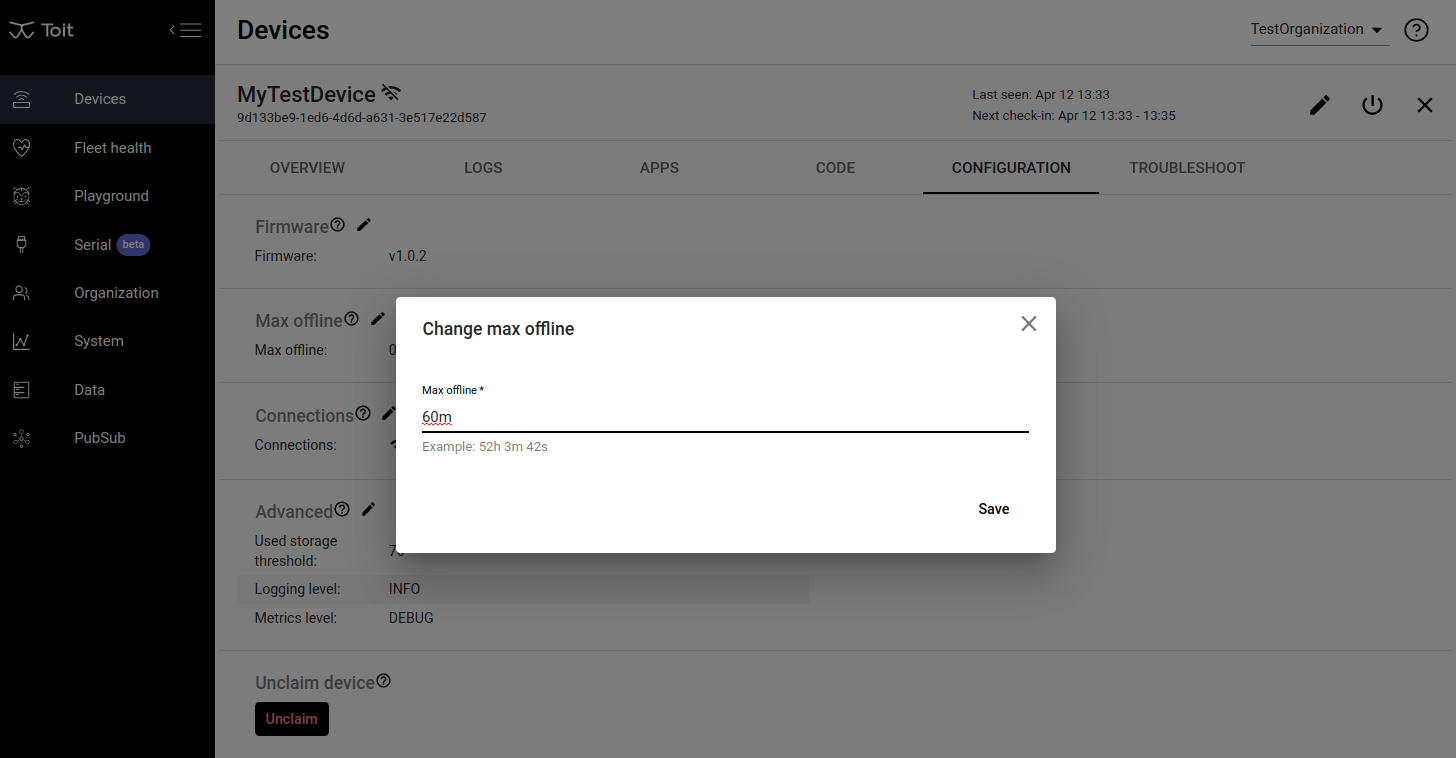 Toit
Devices
TestOrganization
Devices
Fleet health
Playground
Serial beta
Organization
System
Data
PubSub
MyTestDevice
9d133be9-1ed6-4d6d-a631-3e517e22d587
Last seen: Apr 12 13:33
Next check-in: Apr 12 13:33 - 13:35
OVERVIEW LOGS APPS CODE CONFIGURATION TROUBLESHOOT
Firmware
Firmware: v1.0.2
Max offline
Max offline: 0
Connections
Connections:
Change max offline
Max offline *
60m
Example: 52h 3m 42s
Save
Advanced
Used storage
threshold:
Logging level: INFO
Metrics level: DEBUG
Unclaim device
Unclaim